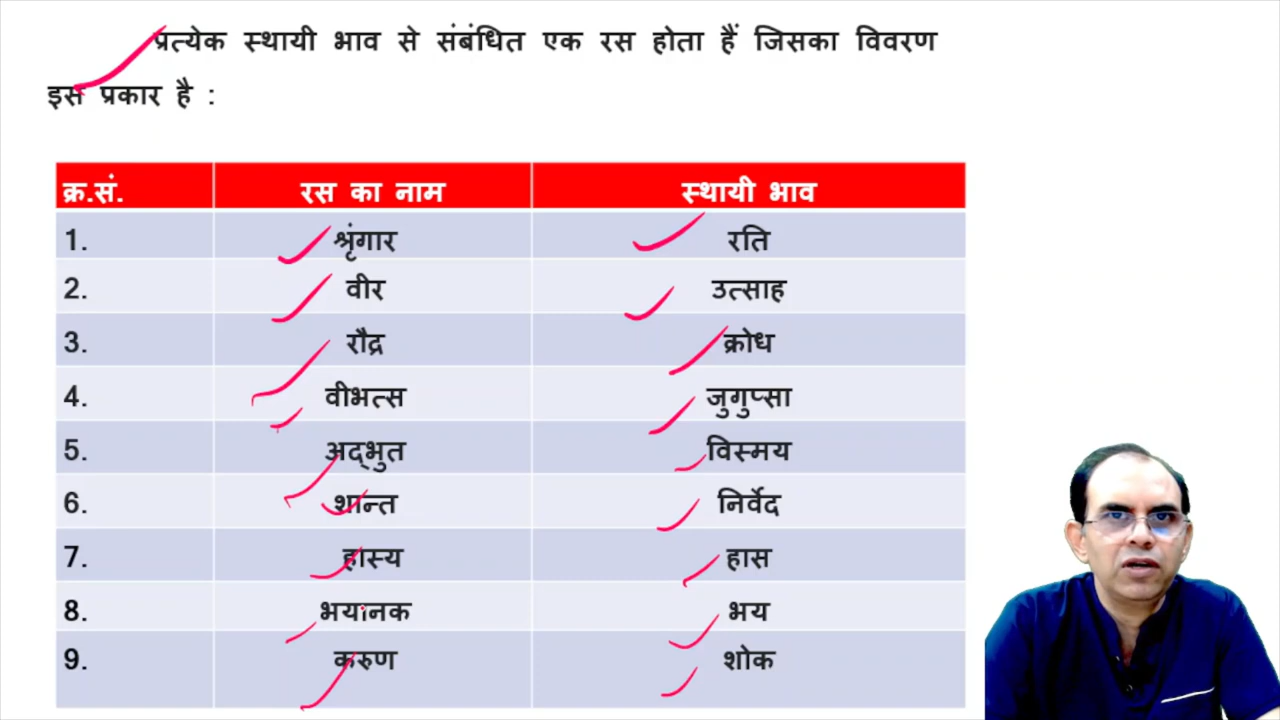 प्रत्येक स्थायी भाव से संबंधित एक रस होता हैं जिसका विवरण
इस प्रकार है :
क्र.सं. रस का नाम स्थायी भाव
1. श्रृंगार रति
2. वीर उत्साह
3. रौद्र क्रोध
4. वीभत्स जुगुप्सा
5. अद्भुत विस्मय
6. शान्त निर्वेद
7. हास्य हास
8. भयानक भय
9. करुण शोक